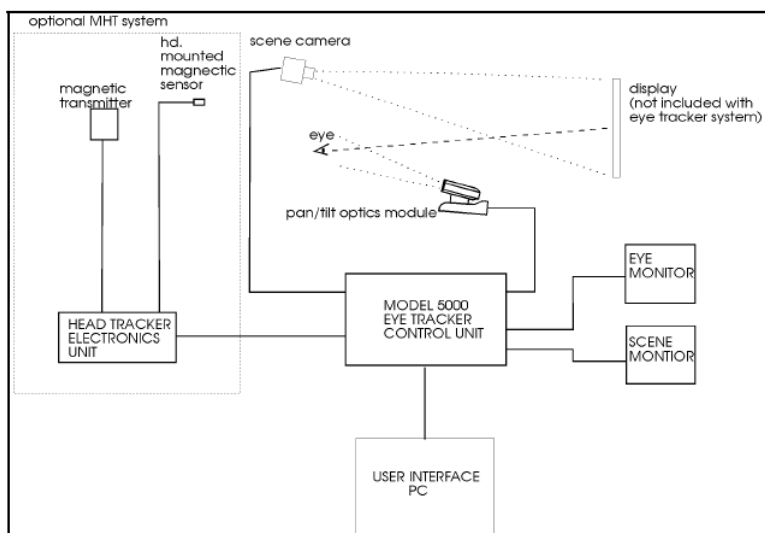 optional MHT system
hd.
mounted
magnectic
sensor
magnetic
transmitter
scene camera
display
(not included with
eye tracker system)
eye
pan/tilt optics module
EYE
MONITOR
MODEL 5000
EYE TRACKER
CONTROL UNIT
HEAD TRACKER
ELECTRONICS
UNIT
SCENE
MONTIOR
USER INTERFACE
PC